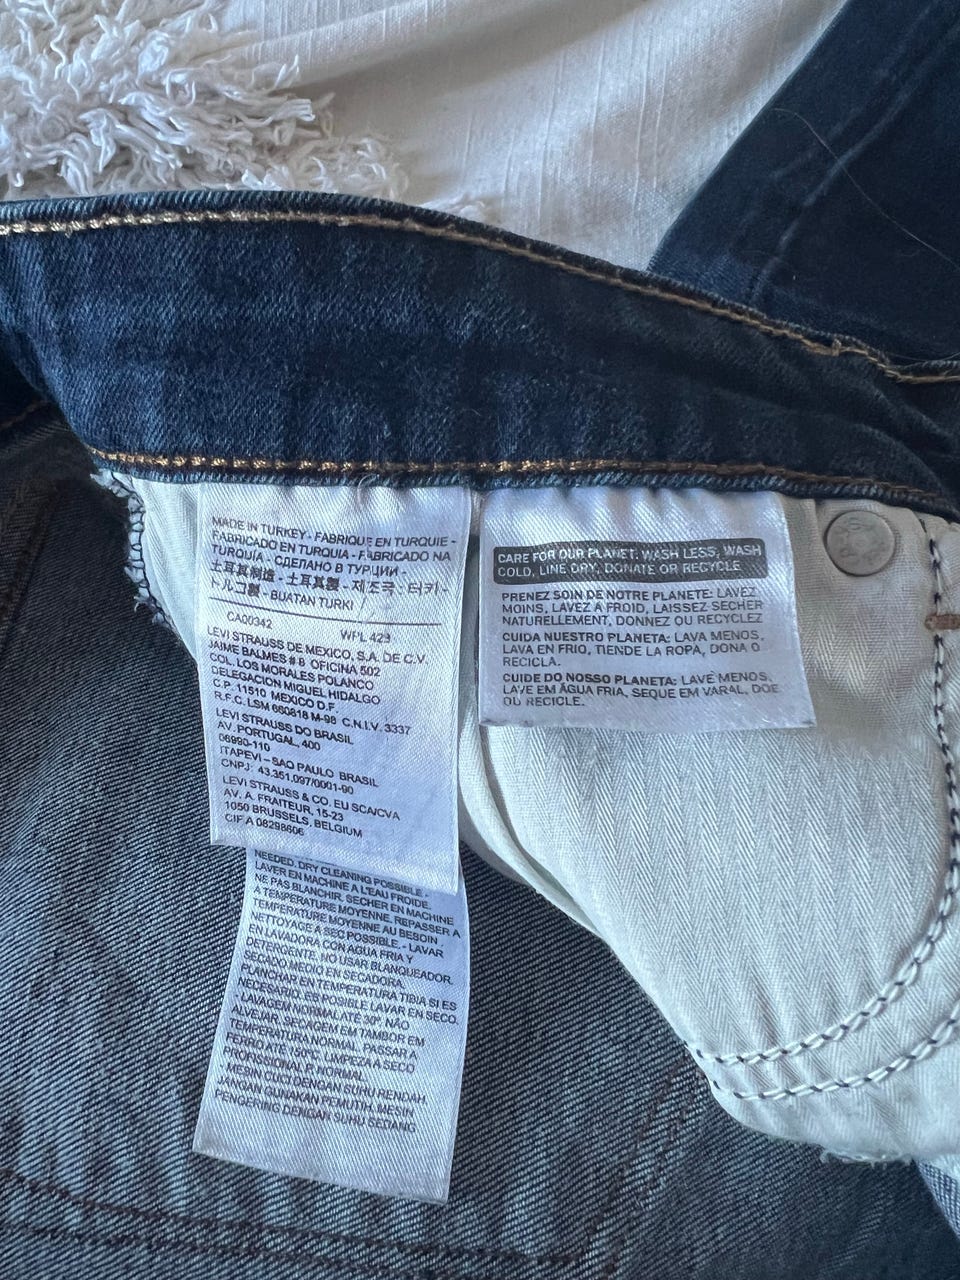 MADE IN TURKEY - FABRIQUE EN TURQUIE -
FABRICADO EN TURQUIA - FABRICADO NA
TURQUÍA - СДЕЛАНО В ТУРЦИИ -
土耳其制造 - 土耳其製 - 제조국 : 터키 -
トルコ製 - BUATAN TURKI
CA00342 WPL 423
LEVI STRAUSS DE MEXICO, S.A. DE C.V.
JAIME BALMES # 8 OFICINA 502
COL. LOS MORALES POLANCO
DELEGACION MIGUEL HIDALGO
C.P. 11510 MEXICO D.F.
R.F.C. LSM 660818 M-98 C.N.I.V. 3337
LEVI STRAUSS DO BRASIL
AV. PORTUGAL, 400
06690-110
ITAPEVI – SAO PAULO BRASIL
CNPJ: 43.351.097/0001-90
LEVI STRAUSS & CO. EU SCA/CVA
AV. A. FRAITEUR, 15-23
1050 BRUSSELS, BELGIUM
CIF A 08298606
NEEDED. DRY CLEANING POSSIBLE -
LAVER EN MACHINE A L'EAU FROIDE.
NE PAS BLANCHIR. SECHER EN MACHINE
A TEMPERATURE MOYENNE. REPASSER A
TEMPERATURE MOYENNE AU BESOIN.
NETTOYAGE A SEC POSSIBLE. - LAVAR
EN LAVADORA CON AGUA FRIA Y
DETERGENTE. NO USAR BLANQUEADOR.
SECADO MEDIO EN SECADORA.
PLANCHAR EN TEMPERATURA TIBIA SI ES
NECESARIO. ES POSIBLE LAVAR EN SECO.
- LAVAGEM NORMAL ATÉ 30°. NÃO
ALVEJAR. SECAGEM EM TAMBOR EM
TEMPERATURA NORMAL. PASSAR A
FERRO ATÉ 150°C. LIMPEZA A SECO
PROFISSIONAL P. NORMAL.
- MESIN CUCI DENGAN SUHU RENDAH
JANGAN GUNAKAN PEMUTIH. MESIN
PENGERING DENGAN SUHU SEDANG
CARE FOR OUR PLANET: WASH LESS, WASH
COLD, LINE DRY, DONATE OR RECYCLE
PRENEZ SOIN DE NOTRE PLANETE: LAVEZ
MOINS, LAVEZ A FROID, LAISSEZ SECHER
NATURELLEMENT, DONNEZ OU RECYCLEZ
CUIDA NUESTRO PLANETA: LAVA MENOS,
LAVA EN FRIO, TIENDE LA ROPA, DONA O
RECICLA.
CUIDE DO NOSSO PLANETA: LAVE MENOS,
LAVE EM ÁGUA FRIA, SEQUE EM VARAL, DOE
OU RECICLE.